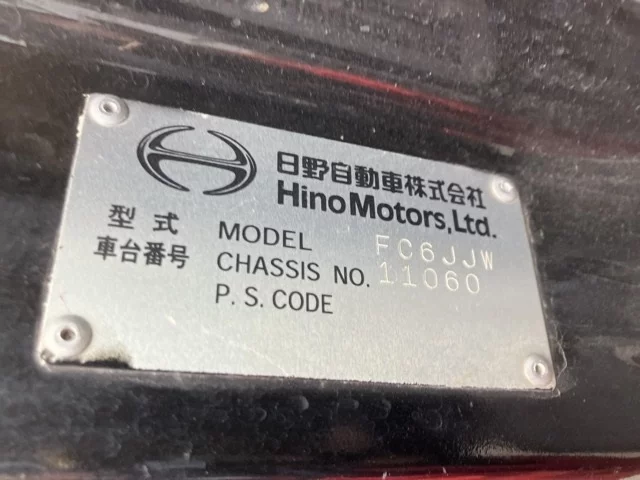 日野自動車株式会社
Hino Motors, Ltd.
型式 MODEL FC6JJW
車台番号 CHASSIS NO. 11060
P. S. CODE